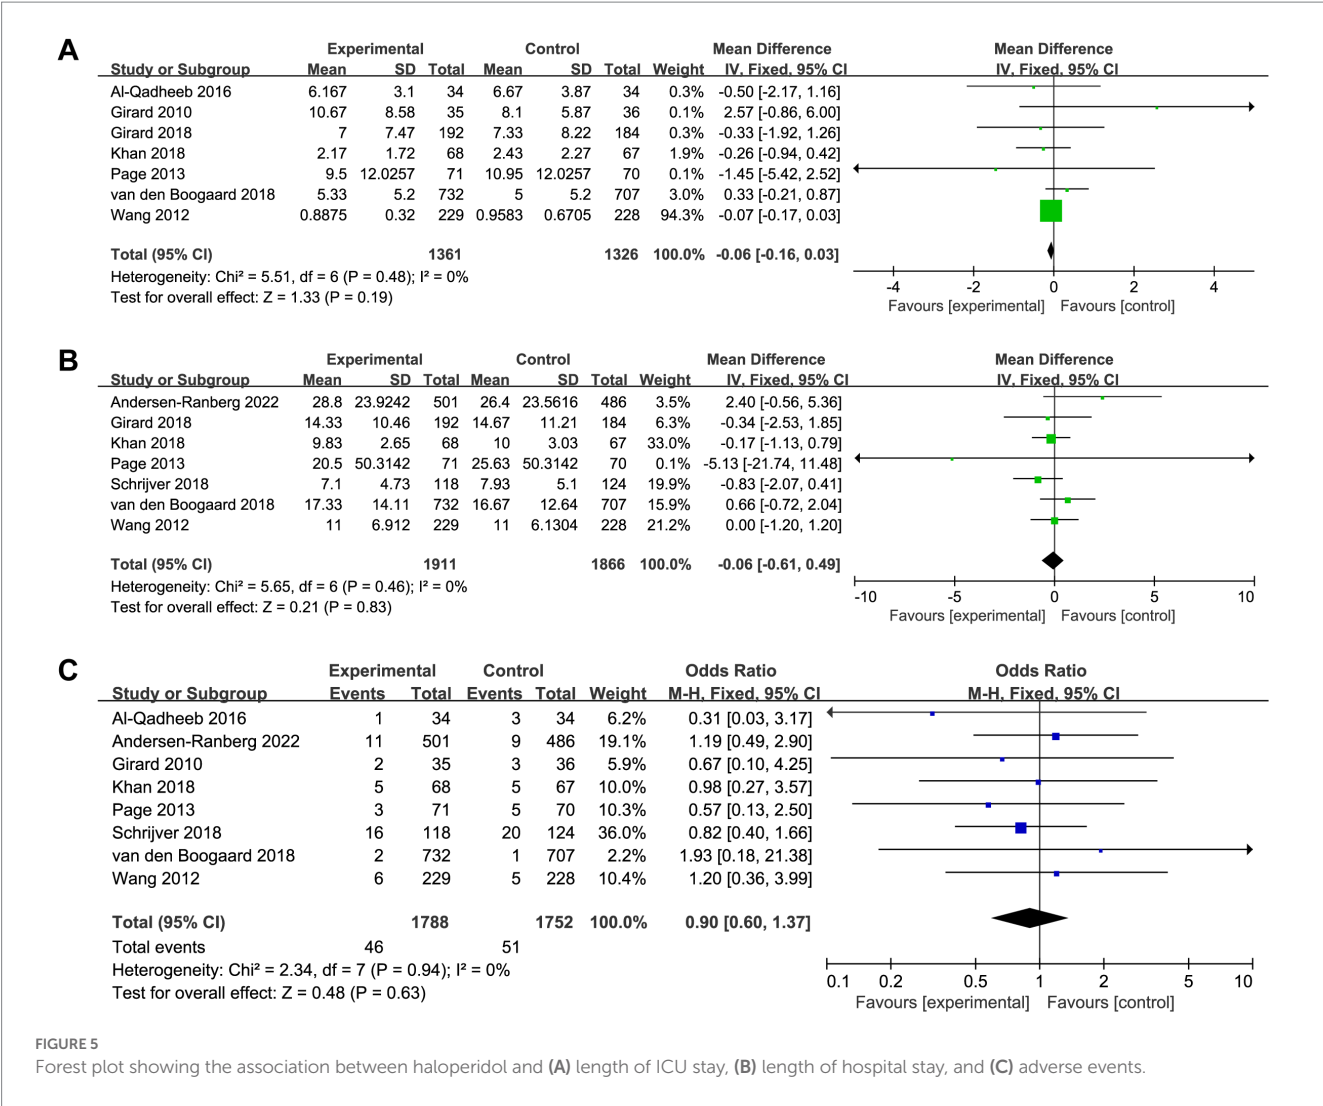 A
Experimental Control Mean Difference Mean Difference
Study or Subgroup Mean SD Total Mean SD Total Weight IV, Fixed, 95% CI IV, Fixed, 95% CI
Al-Qadheeb 2016 6.167 3.1 34 6.67 3.87 34 0.3% -0.50 [-2.17, 1.16]
Girard 2010 10.67 8.58 35 8.1 5.87 36 0.1% 2.57 [-0.86, 6.00]
Girard 2018 7 7.47 192 7.33 8.22 184 0.3% -0.33 [-1.92, 1.26]
Khan 2018 2.17 1.72 68 2.43 2.27 67 1.9% -0.26 [-0.94, 0.42]
Page 2013 9.5 12.0257 71 10.95 12.0257 70 0.1% -1.45 [-5.42, 2.52]
van den Boogaard 2018 5.33 5.2 732 5 5.2 707 3.0% 0.33 [-0.21, 0.87]
Wang 2012 0.8875 0.32 229 0.9583 0.6705 228 94.3% -0.07 [-0.17, 0.03]
Total (95% CI) 1361 1326 100.0% -0.06 [-0.16, 0.03]
Heterogeneity: Chi² = 5.51, df = 6 (P = 0.48); I² = 0%
Test for overall effect: Z = 1.33 (P = 0.19)
-4 -2 0 2 4
Favours [experimental] Favours [control]
B
Experimental Control Mean Difference Mean Difference
Study or Subgroup Mean SD Total Mean SD Total Weight IV, Fixed, 95% CI IV, Fixed, 95% CI
Andersen-Ranberg 2022 28.8 23.9242 501 26.4 23.5616 486 3.5% 2.40 [-0.56, 5.36]
Girard 2018 14.33 10.46 192 14.67 11.21 184 6.3% -0.34 [-2.53, 1.85]
Khan 2018 9.83 2.65 68 10 3.03 67 33.0% -0.17 [-1.13, 0.79]
Page 2013 20.5 50.3142 71 25.63 50.3142 70 0.1% -5.13 [-21.74, 11.48]
Schrijver 2018 7.1 4.73 118 7.93 5.1 124 19.9% -0.83 [-2.07, 0.41]
van den Boogaard 2018 17.33 14.11 732 16.67 12.64 707 15.9% 0.66 [-0.72, 2.04]
Wang 2012 11 6.912 229 11 6.1304 228 21.2% 0.00 [-1.20, 1.20]
Total (95% CI) 1911 1866 100.0% -0.06 [-0.61, 0.49]
Heterogeneity: Chi² = 5.65, df = 6 (P = 0.46); I² = 0%
Test for overall effect: Z = 0.21 (P = 0.83)
-10 -5 0 5 10
Favours [experimental] Favours [control]
C
Experimental Control Odds Ratio Odds Ratio
Study or Subgroup Events Total Events Total Weight M-H, Fixed, 95% CI M-H, Fixed, 95% CI
Al-Qadheeb 2016 1 34 3 34 6.2% 0.31 [0.03, 3.17]
Andersen-Ranberg 2022 11 501 9 486 19.1% 1.19 [0.49, 2.90]
Girard 2010 2 35 3 36 5.9% 0.67 [0.10, 4.25]
Khan 2018 5 68 5 67 10.0% 0.98 [0.27, 3.57]
Page 2013 3 71 5 70 10.3% 0.57 [0.13, 2.50]
Schrijver 2018 16 118 20 124 36.0% 0.82 [0.40, 1.66]
van den Boogaard 2018 2 732 1 707 2.2% 1.93 [0.18, 21.38]
Wang 2012 6 229 5 228 10.4% 1.20 [0.36, 3.99]
Total (95% CI) 1788 1752 100.0% 0.90 [0.60, 1.37]
Total events 46 51
Heterogeneity: Chi² = 2.34, df = 7 (P = 0.94); I² = 0%
Test for overall effect: Z = 0.48 (P = 0.63)
0.1 0.2 0.5 1 2 5 10
Favours [experimental] Favours [control]
FIGURE 5
Forest plot showing the association between haloperidol and (A) length of ICU stay, (B) length of hospital stay, and (C) adverse events.